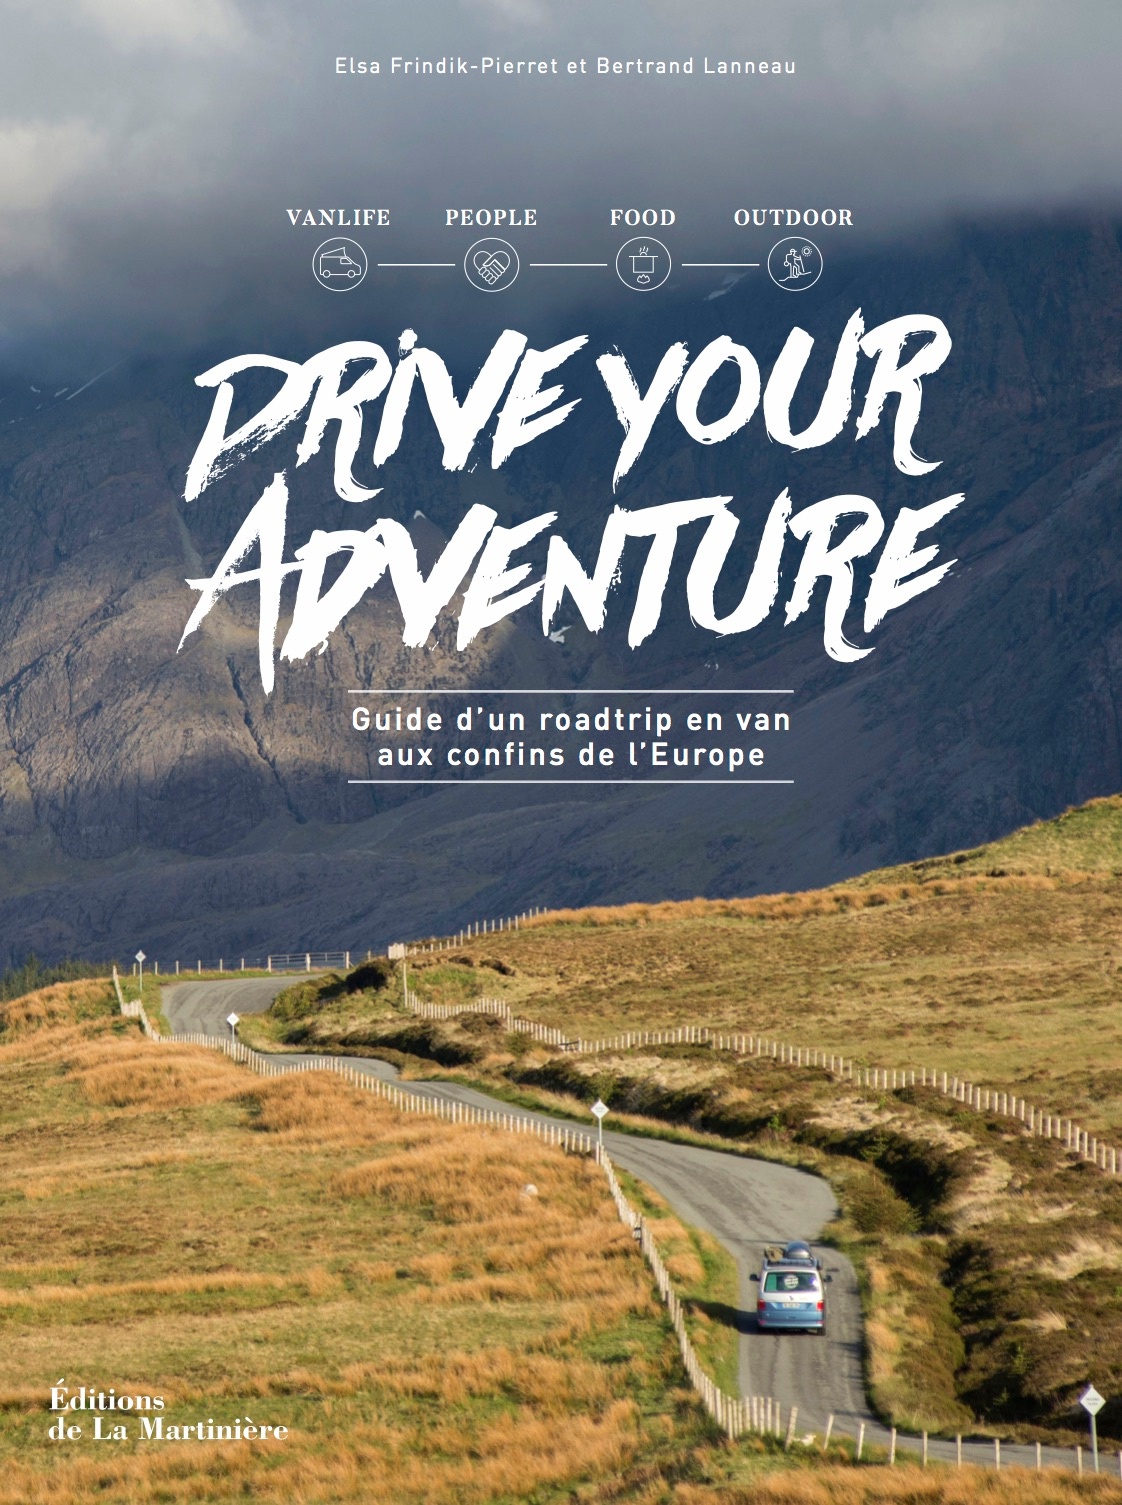 Elsa Frindik-Pierret et Bertrand Lanneau
VANLIFE PEOPLE FOOD OUTDOOR
DRIVE YOUR
ADVENTURE
Guide d'un roadtrip en van
aux confins de l'Europe
Éditions
de La Martinière